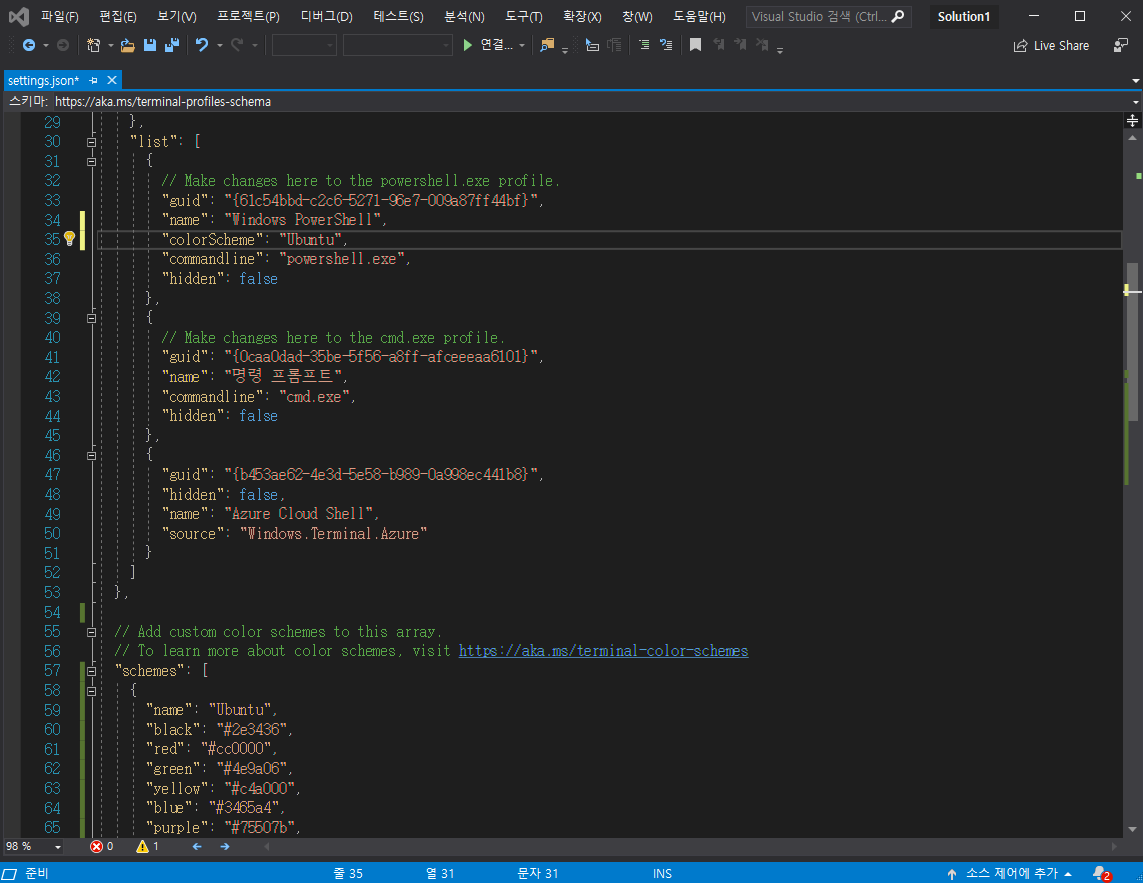 파일(F) 편집(E) 보기(V) 프로젝트(P) 디버그(D) 테스트(S) 분석(N) 도구(T) 확장(X) 창(W) 도움말(H) Visual Studio 검색 (Ctrl... Solution1
연결... Live Share
settings.json*
스키마: https://aka.ms/terminal-profiles-schema
29 },
30 "list": [
31 {
32 // Make changes here to the powershell.exe profile.
33 "guid": "{61c54bbd-c2c6-5271-96e7-009a87ff44bf}",
34 "name": "Windows PowerShell",
35 "colorScheme": "Ubuntu",
36 "commandline": "powershell.exe",
37 "hidden": false
38 },
39 {
40 // Make changes here to the cmd.exe profile.
41 "guid": "{0caa0dad-35be-5f56-a8ff-afceeeaa6101}",
42 "name": "명령 프롬프트",
43 "commandline": "cmd.exe",
44 "hidden": false
45 },
46 {
47 "guid": "{b453ae62-4e3d-5e58-b989-0a998ec441b8}",
48 "hidden": false,
49 "name": "Azure Cloud Shell",
50 "source": "Windows.Terminal.Azure"
51 }
52 ]
53 },
54
55 // Add custom color schemes to this array.
56 // To learn more about color schemes, visit https://aka.ms/terminal-color-schemes
57 "schemes": [
58 {
59 "name": "Ubuntu",
60 "black": "#2e3436",
61 "red": "#cc0000",
62 "green": "#4e9a06",
63 "yellow": "#c4a000",
64 "blue": "#3465a4",
65 "purple": "#75507b",
98 % 0 1
준비 줄 35 열 31 문자 31 INS 소스 제어에 추가 2